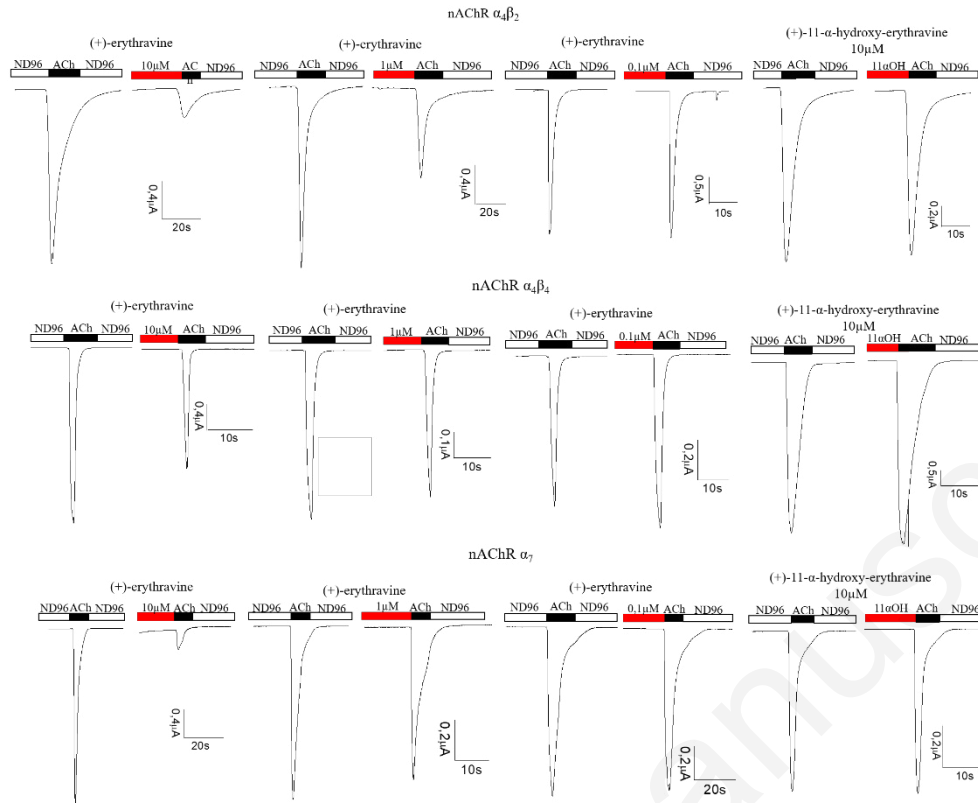 nAChR α4β2
(+)-erythravine
(+)-erythravine
(+)-erythravine
(+)-11-α-hydroxy-erythravine
10µM
ND96 ACh ND96
10µM AC ND96
ND96 ACh ND96
1µM ACh ND96
ND96 ACh ND96
0,1µM ACh ND96
ND96 ACh ND96
11αOH ACh ND96
0,4µA
20s
0,4µA
20s
0,5µA
10s
0,2µA
10s
nAChR α4β4
(+)-erythravine
(+)-erythravine
(+)-erythravine
(+)-11-α-hydroxy-erythravine
10µM
ND96 ACh ND96
10µM ACh ND96
ND96 ACh ND96
1µM ACh ND96
ND96 ACh ND96
0.1µM ACh ND96
ND96 ACh ND96
11αOH ACh ND96
0,4µA
10s
0,1µA
10s
0,2µA
10s
0,5µA
10s
nAChR α7
(+)-erythravine
(+)-erythravine
(+)-erythravine
(+)-11-α-hydroxy-erythravine
10µM
ND96 ACh ND96
10µM ACh ND96
ND96 ACh ND96
1µM ACh ND96
ND96 ACh ND96
0,1µM ACh ND96
ND96 ACh ND96
11αOH ACh ND96
0,4µA
20s
0,2µA
10s
0,2µA
20s
0,2µA
10s